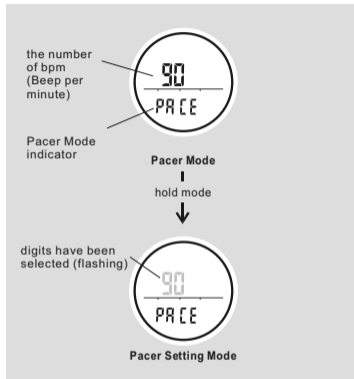 the number
of bpm
(Beep per
minute)
90
PACE
Pacer Mode
indicator
Pacer Mode
hold mode
digits have been
selected (flashing)
90
PACE
Pacer Setting Mode